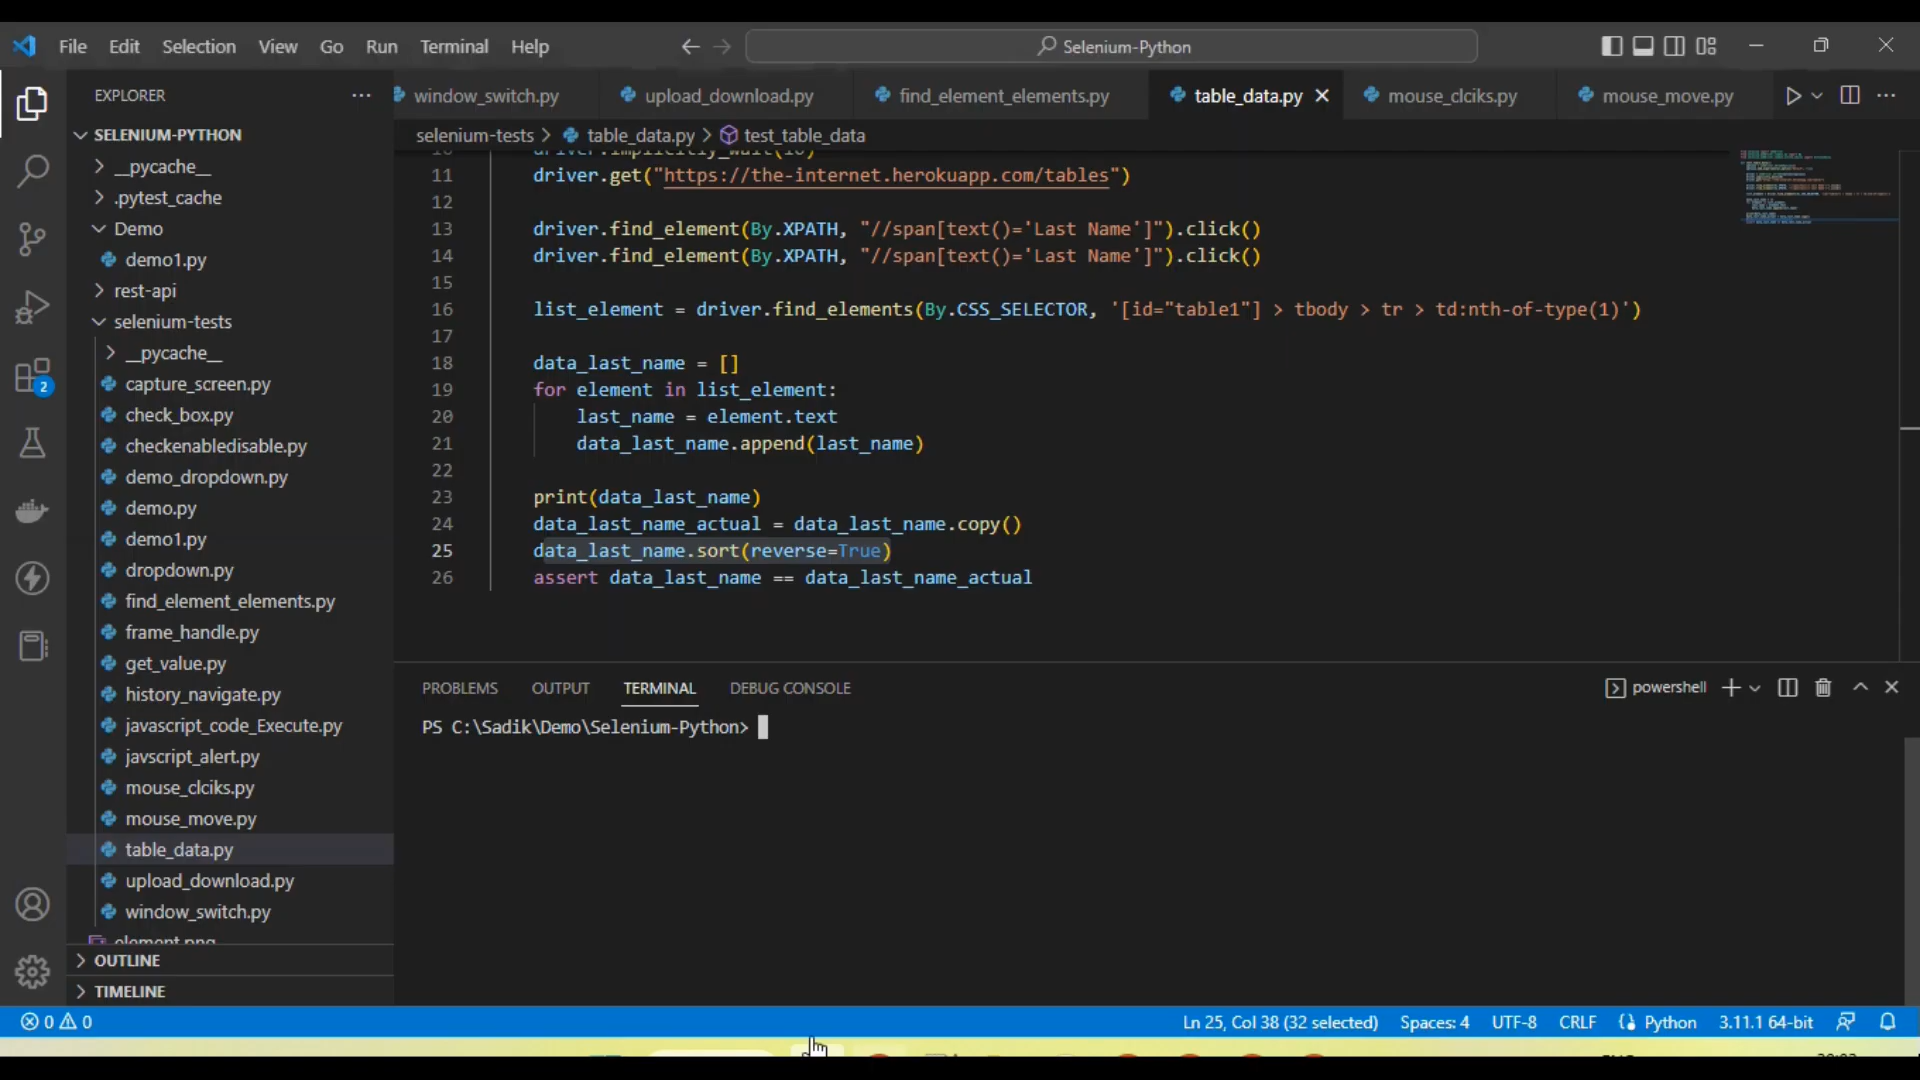 File Edit Selection View Go Run Terminal Help
Selenium-Python
EXPLORER
window_switch.py
upload_download.py
find_element_elements.py
table_data.py
mouse_clciks.py
mouse_move.py
SELENIUM-PYTHON
selenium-tests > table_data.py > test_table_data
__pycache__
.pytest_cache
Demo
demo1.py
rest-api
selenium-tests
__pycache__
capture_screen.py
check_box.py
checkenabledisable.py
demo_dropdown.py
demo.py
demo1.py
dropdown.py
find_element_elements.py
frame_handle.py
get_value.py
history_navigate.py
javascript_code_Execute.py
javscript_alert.py
mouse_clciks.py
mouse_move.py
table_data.py
upload_download.py
window_switch.py
element.png
OUTLINE
TIMELINE
2
10 driver.implicitly_wait(10)
11 driver.get("https://the-internet.herokuapp.com/tables")
12
13 driver.find_element(By.XPATH, "//span[text()='Last Name']").click()
14 driver.find_element(By.XPATH, "//span[text()='Last Name']").click()
15
16 list_element = driver.find_elements(By.CSS_SELECTOR, '[id="table1"] > tbody > tr > td:nth-of-type(1)')
17
18 data_last_name = []
19 for element in list_element:
20 last_name = element.text
21 data_last_name.append(last_name)
22
23 print(data_last_name)
24 data_last_name_actual = data_last_name.copy()
25 data_last_name.sort(reverse=True)
26 assert data_last_name == data_last_name_actual
PROBLEMS OUTPUT TERMINAL DEBUG CONSOLE
powershell
PS C:\Sadik\Demo\Selenium-Python>
0 0
Ln 25, Col 38 (32 selected) Spaces: 4 UTF-8 CRLF Python 3.11.1 64-bit